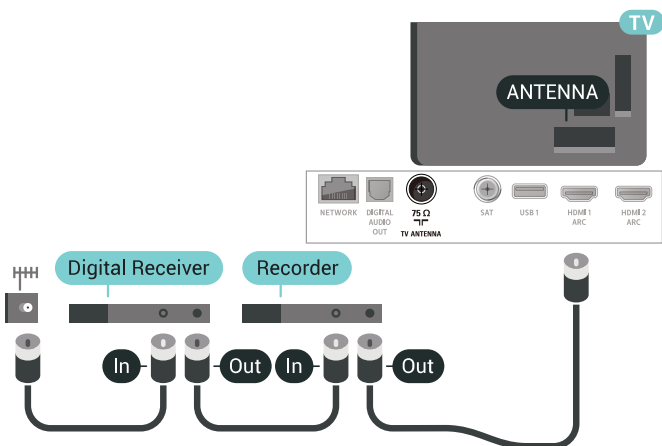 TV
ANTENNA
NETWORK
DIGITAL
AUDIO
OUT
75 Ω
TV ANTENNA
SAT
USB 1
HDMI 1
ARC
HDMI 2
ARC
Digital Receiver
Recorder
In
Out
In
Out